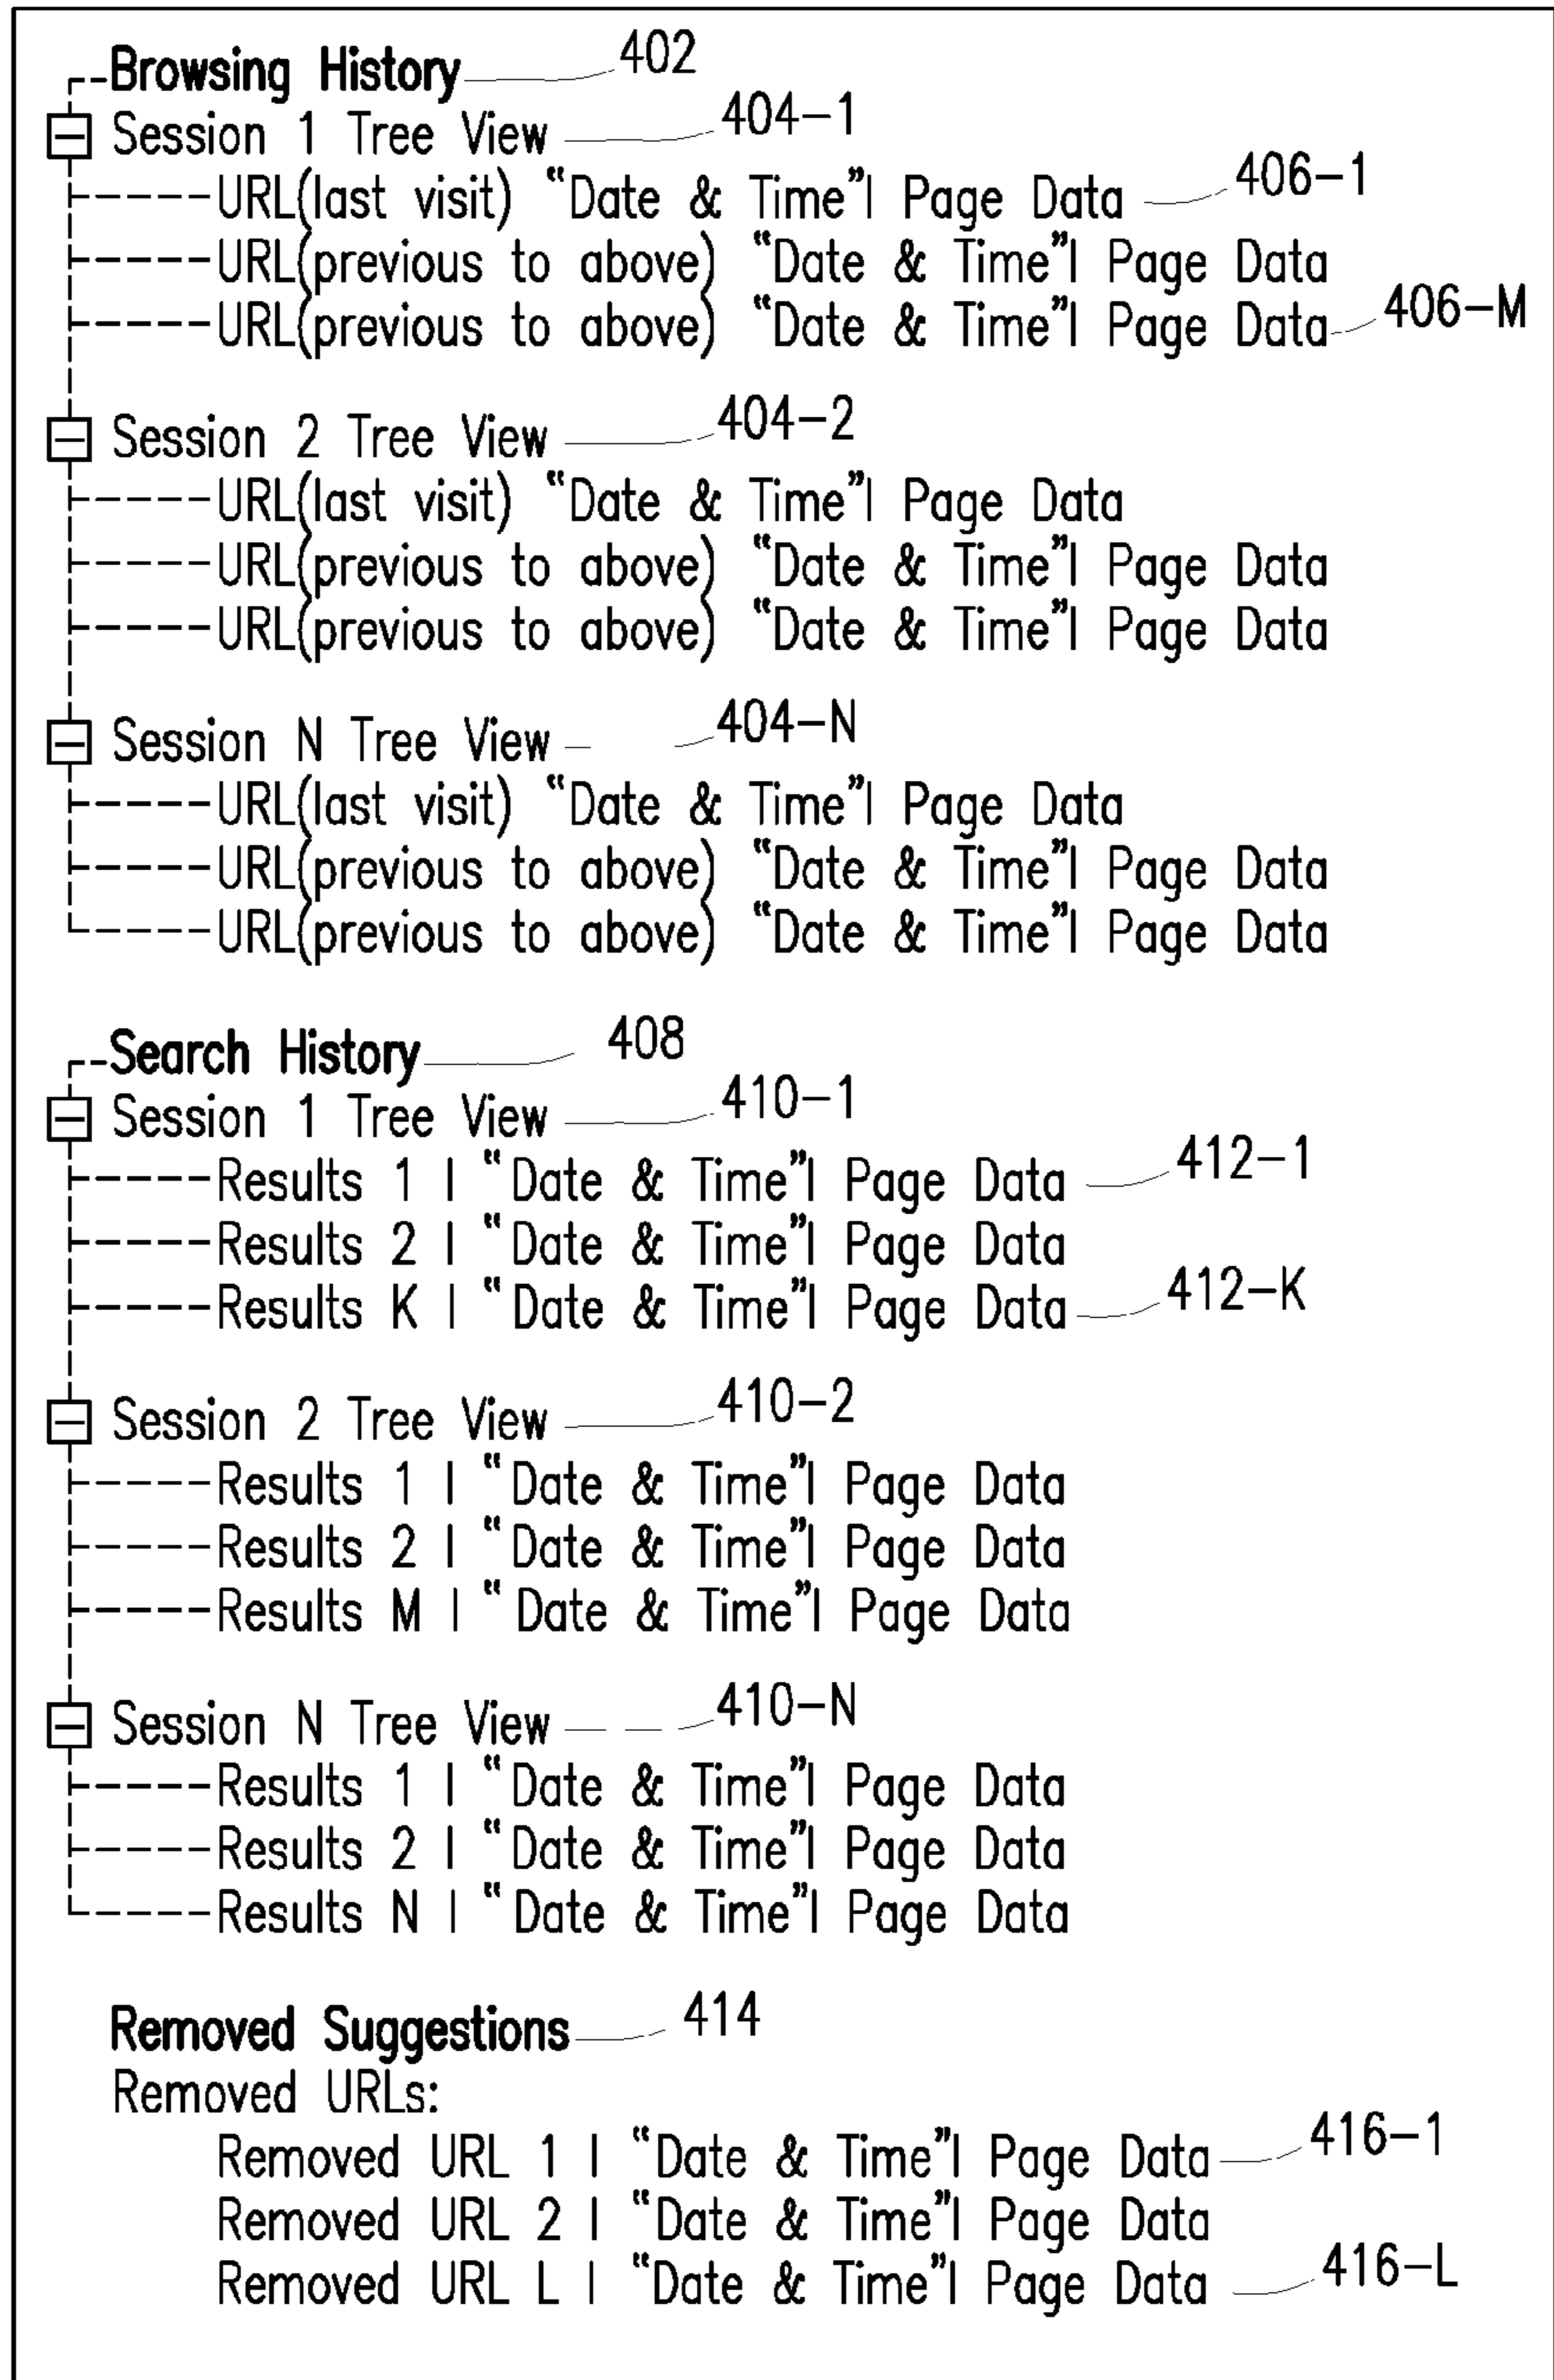 Browsing History 402
Session 1 Tree View 404-1
URL(last visit) “Date & Time”| Page Data 406-1
URL(previous to above) “Date & Time”| Page Data
URL(previous to above) “Date & Time”| Page Data 406-M
Session 2 Tree View 404-2
URL(last visit) “Date & Time”| Page Data
URL(previous to above) “Date & Time”| Page Data
URL(previous to above) “Date & Time”| Page Data
Session N Tree View 404-N
URL(last visit) “Date & Time”| Page Data
URL(previous to above) “Date & Time”| Page Data
URL(previous to above) “Date & Time”| Page Data
Search History 408
Session 1 Tree View 410-1
Results 1 | “Date & Time”| Page Data 412-1
Results 2 | “Date & Time”| Page Data
Results K | “Date & Time”| Page Data 412-K
Session 2 Tree View 410-2
Results 1 | “Date & Time”| Page Data
Results 2 | “Date & Time”| Page Data
Results M | “Date & Time”| Page Data
Session N Tree View 410-N
Results 1 | “Date & Time”| Page Data
Results 2 | “Date & Time”| Page Data
Results N | “Date & Time”| Page Data
Removed Suggestions 414
Removed URLs:
Removed URL 1 | “Date & Time”| Page Data 416-1
Removed URL 2 | “Date & Time”| Page Data
Removed URL L | “Date & Time”| Page Data 416-L